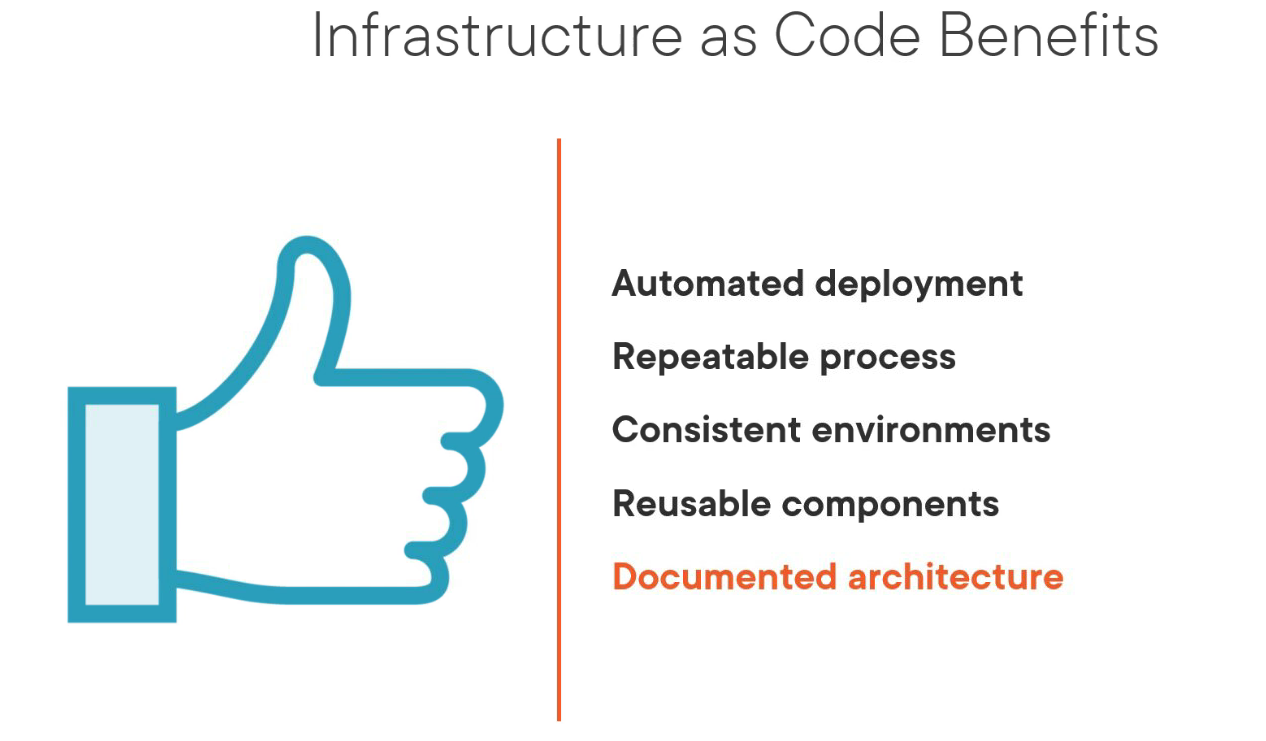 Infrastructure as Code Benefits
Automated deployment
Repeatable process
Consistent environments
Reusable components
Documented architecture